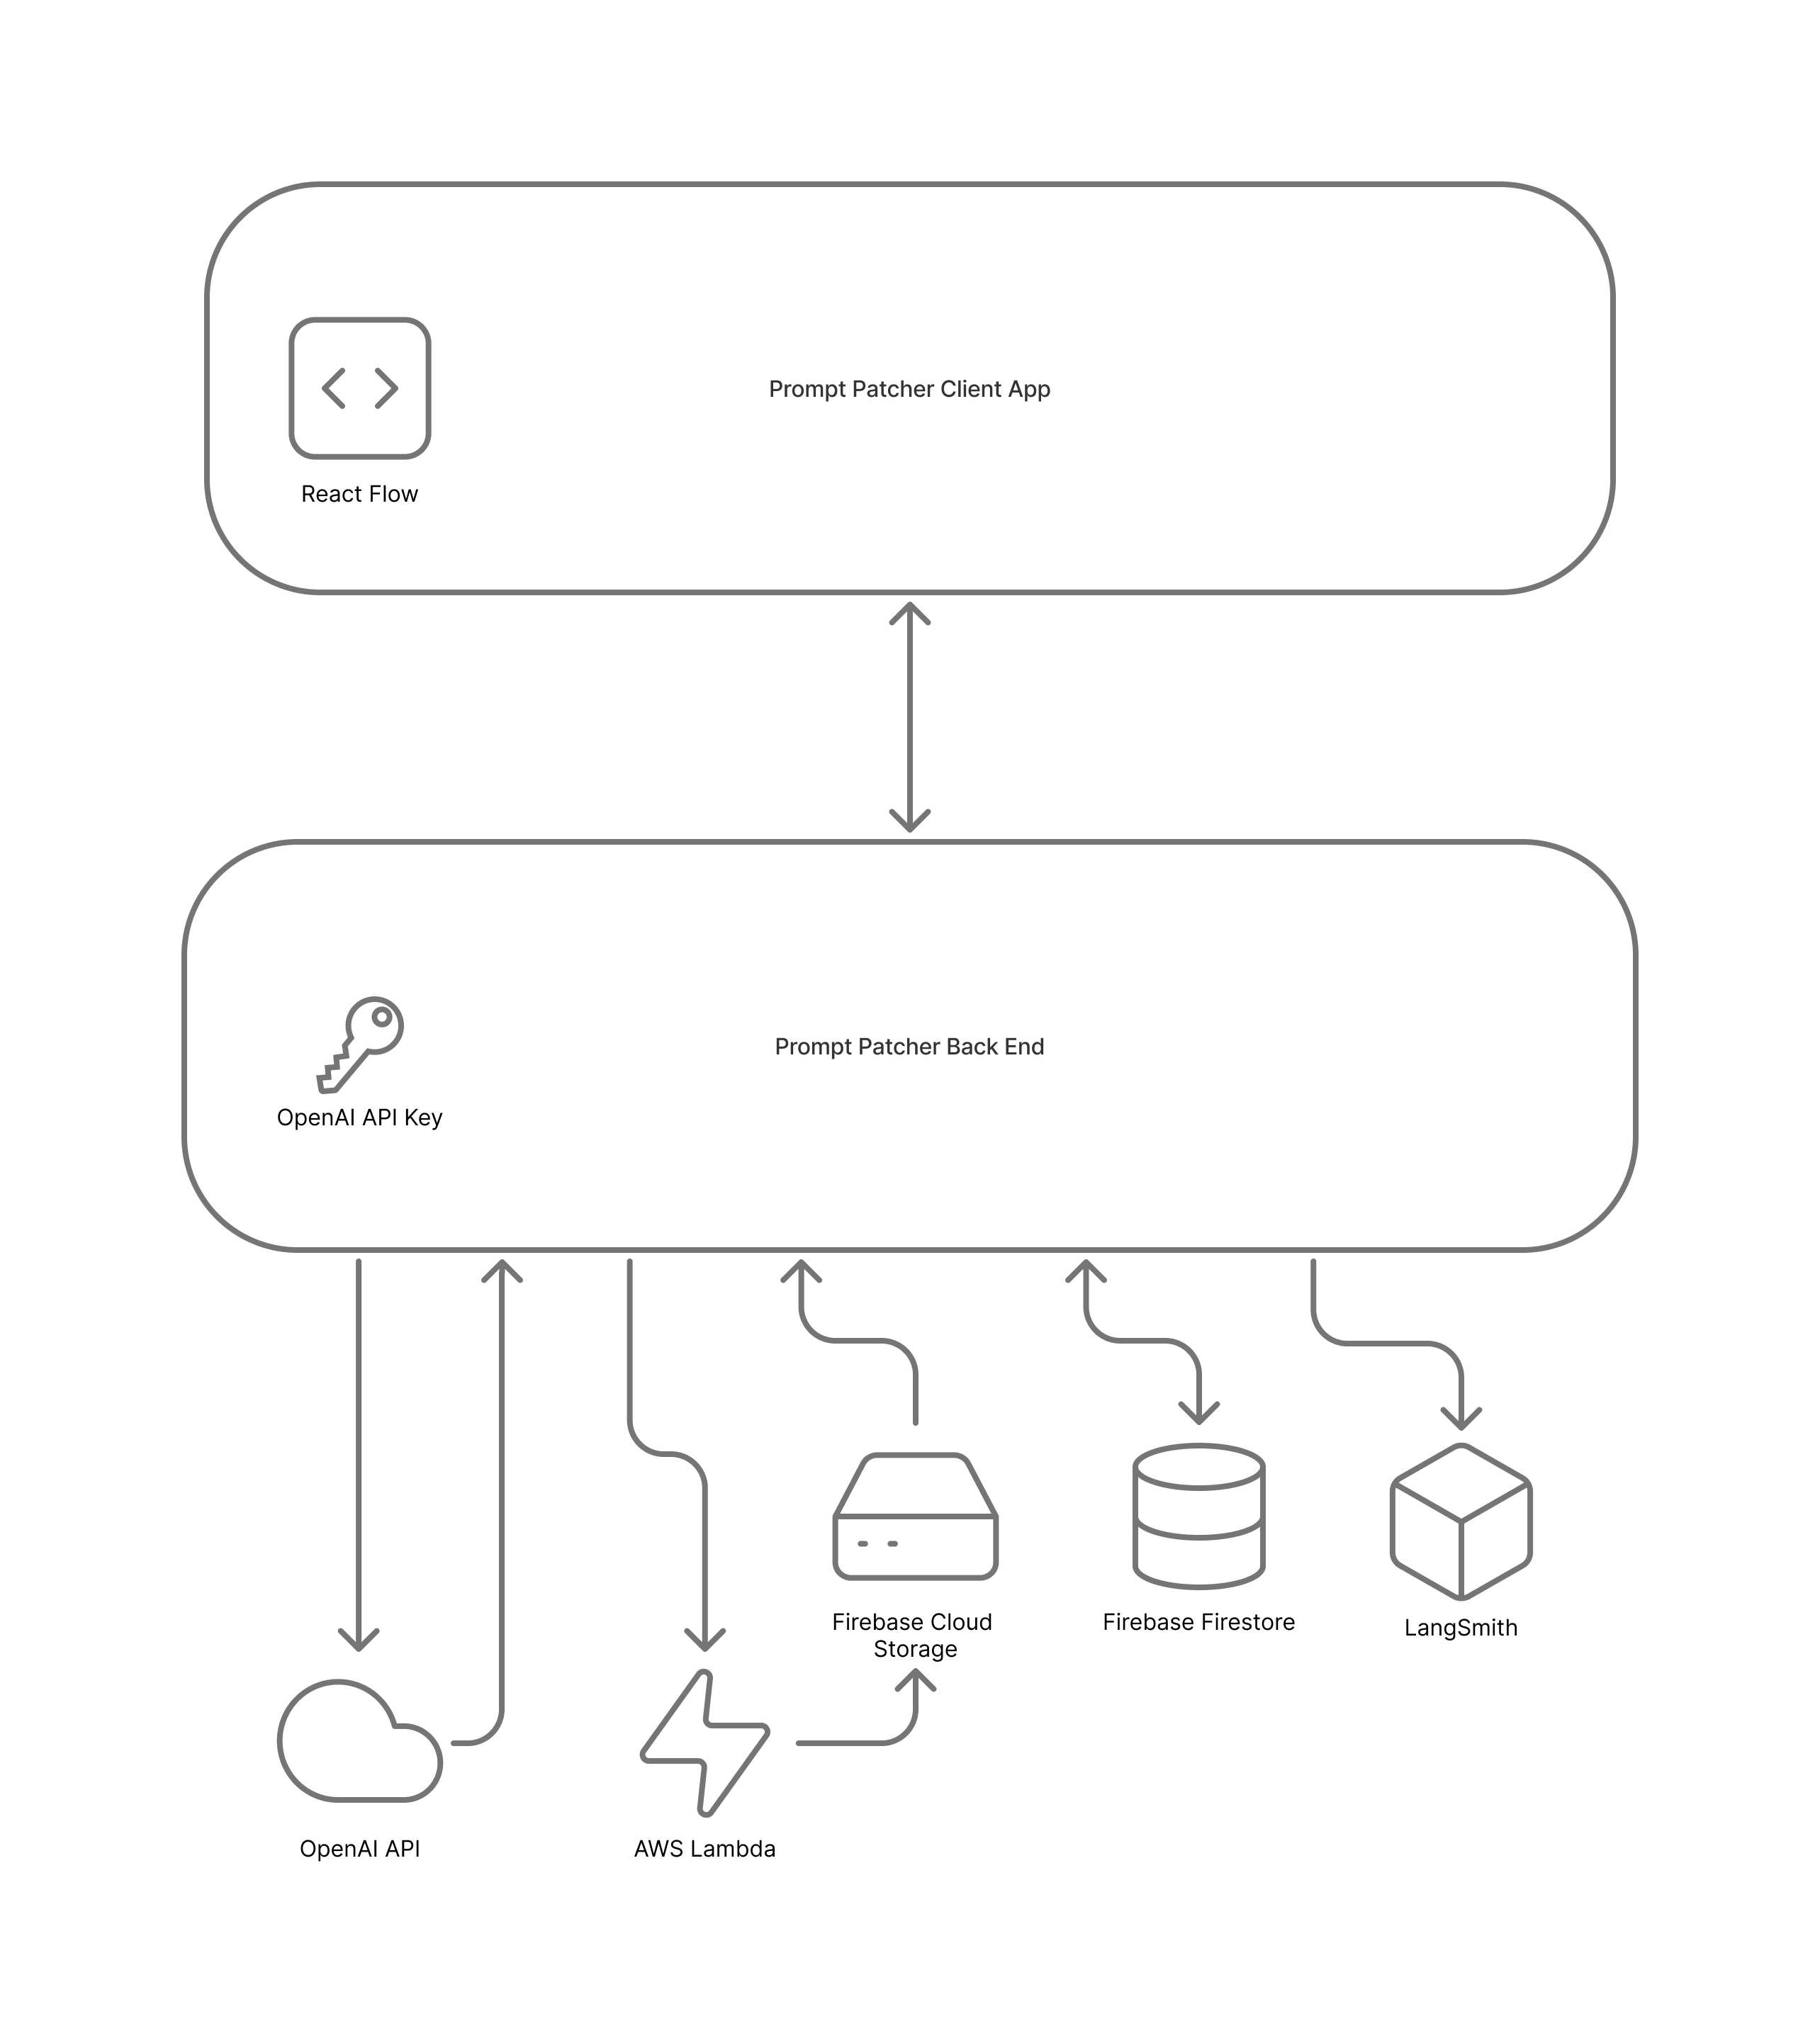 Prompt Patcher Client App
React Flow
Prompt Patcher Back End
OpenAI API Key
Firebase Cloud
Storage
Firebase Firestore
LangSmith
OpenAI API
AWS Lambda